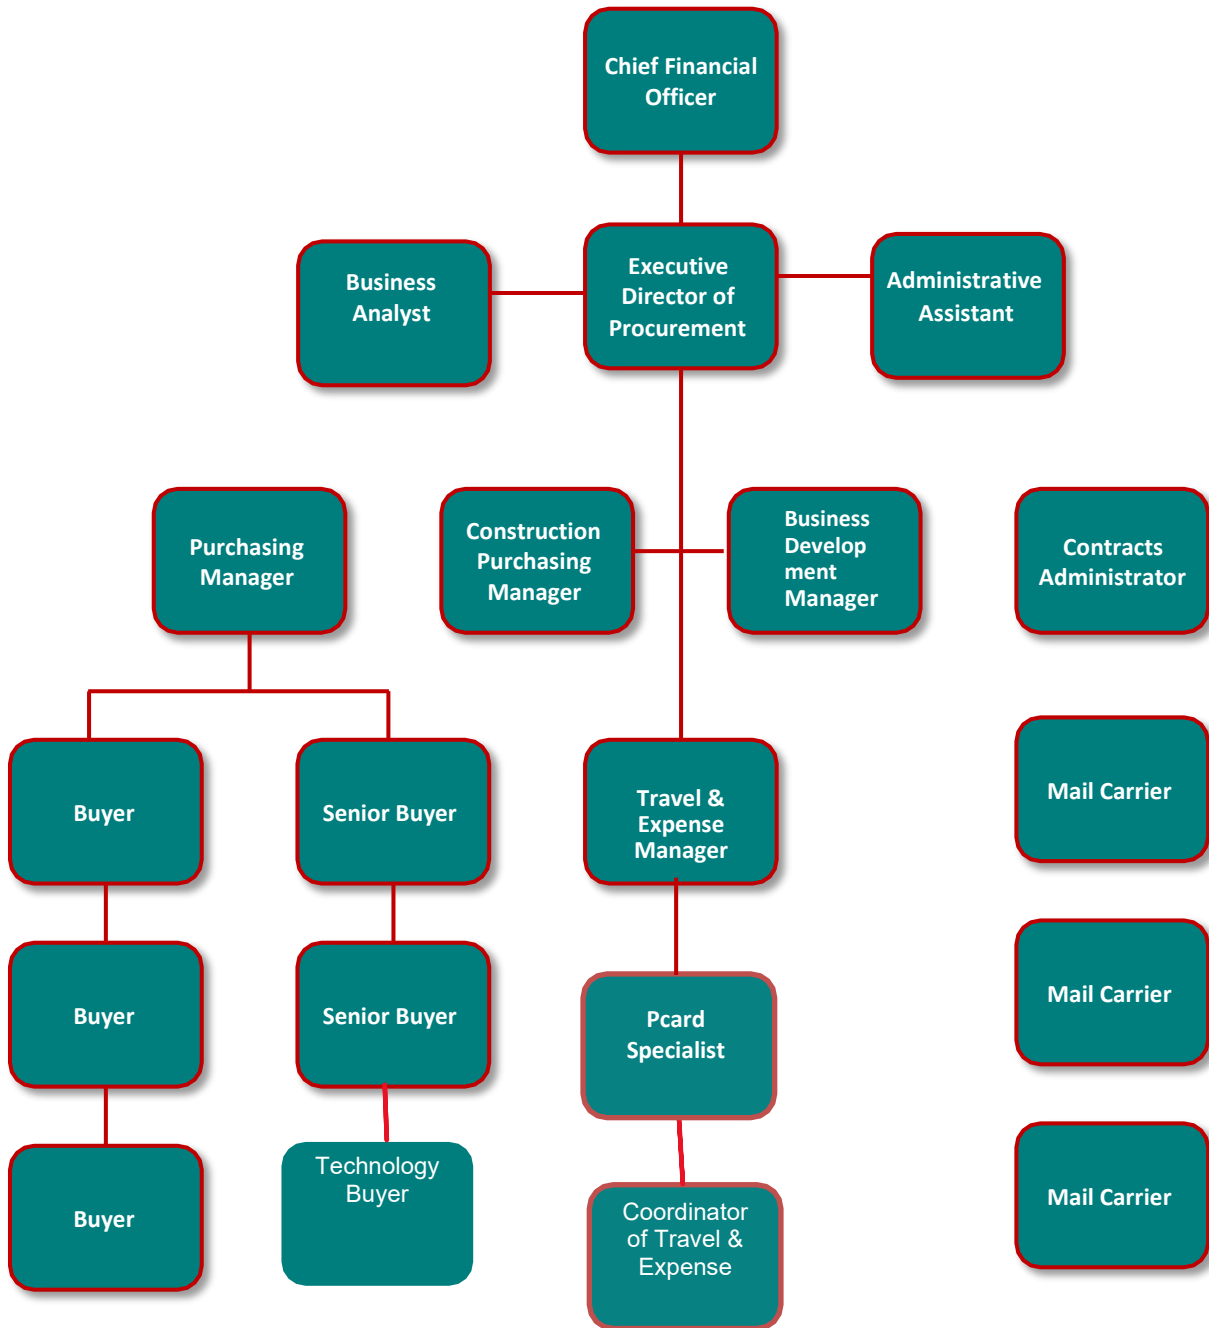 Chief Financial
Officer
Business
Analyst
Executive
Director of
Procurement
Administrative
Assistant
Purchasing
Manager
Construction
Purchasing
Manager
Business
Develop
ment
Manager
Contracts
Administrator
Buyer
Senior Buyer
Travel &
Expense
Manager
Mail Carrier
Buyer
Senior Buyer
Pcard
Specialist
Mail Carrier
Buyer
Technology
Buyer
Coordinator
of Travel &
Expense
Mail Carrier